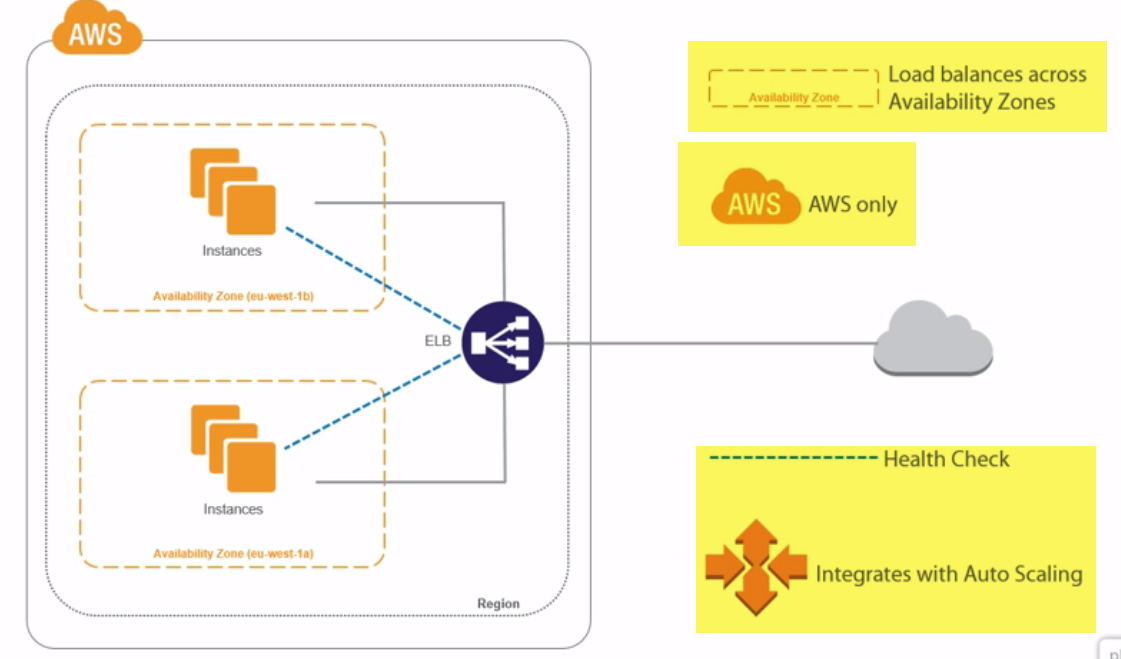 AWS
Instances
Availability Zone (eu-west-1b)
ELB
Instances
Availability Zone (eu-west-1a)
Region
Availability Zone
Load balances across
Availability Zones
AWS
AWS only
Health Check
Integrates with Auto Scaling